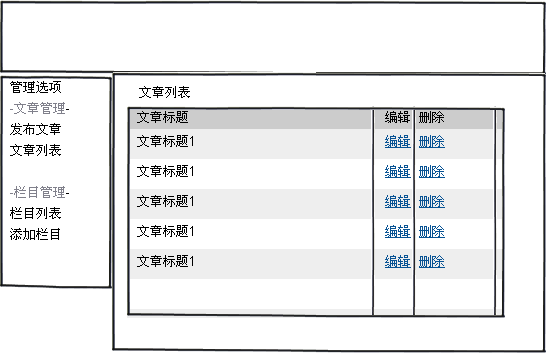 管理选项
-文章管理-
发布文章
文章列表
-栏目管理-
栏目列表
添加栏目
文章列表
文章标题 编辑 删除
文章标题1 编辑 删除
文章标题1 编辑 删除
文章标题1 编辑 删除
文章标题1 编辑 删除
文章标题1 编辑 删除